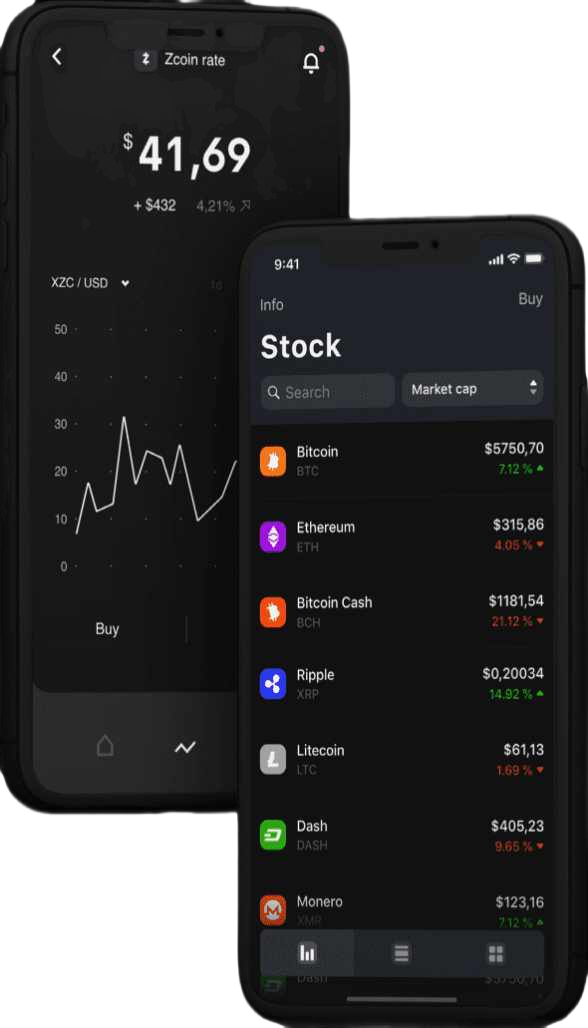 Zcoin rate
$41,69
+ $432 4,21%
XZC / USD
1d
50
40
30
20
10
0
Buy
9:41
Info Buy
Stock
Search Market cap
Bitcoin $5750,70
BTC 7.12 %
Ethereum $315,86
ETH 4.05 %
Bitcoin Cash $1181,54
BCH 21.12 %
Ripple $0,20034
XRP 14.92 %
Litecoin $61,13
LTC 1.69 %
Dash $405,23
DASH 9.65 %
Monero $123,16
XMR 7.12 %
Dash $5750,70